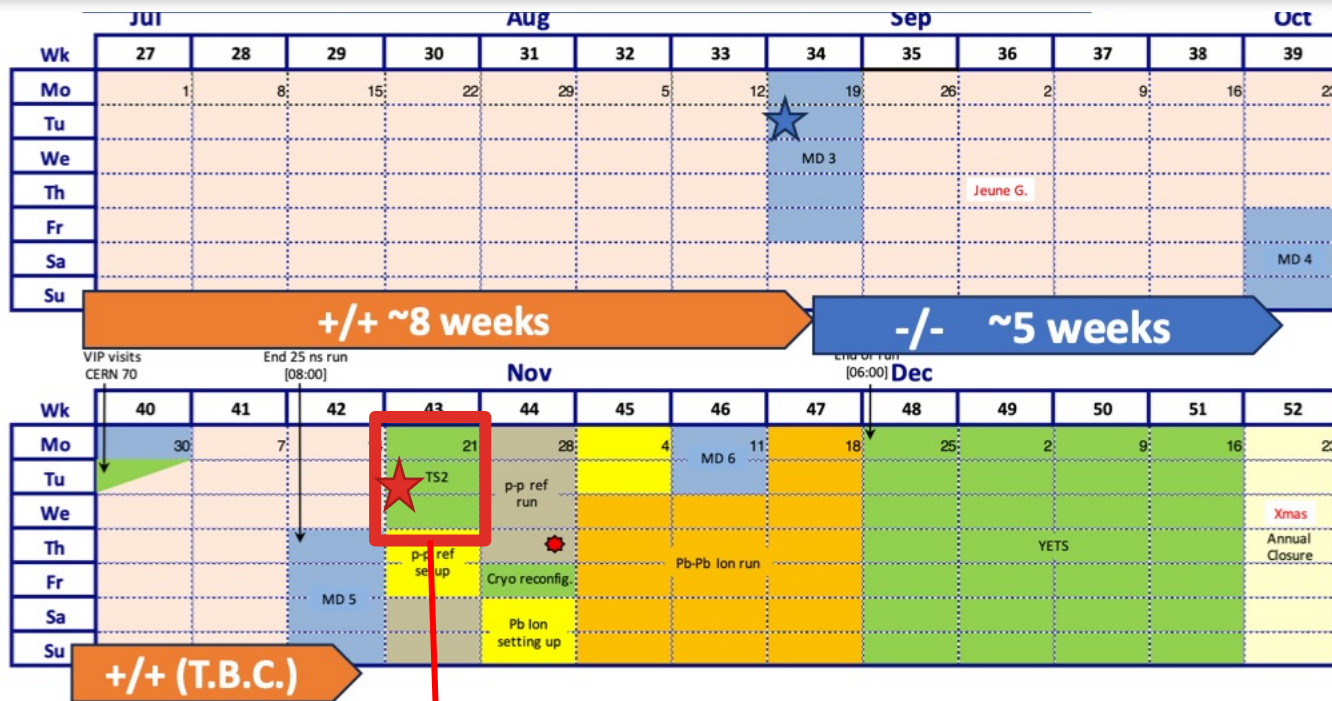 Jul Aug Sep Oct
Wk 27 28 29 30 31 32 33 34 35 36 37 38 39
Mo 1 8 15 22 29 5 12 19 26 2 9 16 23
Tu
We MD 3
Th Jeune G.
Fr
Sa MD 4
Su
+/+ ~8 weeks -/- ~5 weeks
VIP visits End 25 ns run End of run
CERN 70 [08:00] Nov [06:00] Dec
Wk 40 41 42 43 44 45 46 47 48 49 50 51 52
Mo 30 7 21 28 4 MD 6 11 18 25 2 9 16 23
Tu TS2 p-p ref
We run Xmas
Th p-p ref Pb-Pb Ion run YETS Annual
setup Closure
Fr Cryo reconfig.
MD 5
Sa Pb Ion
Su setting up
+/+ (T.B.C.)